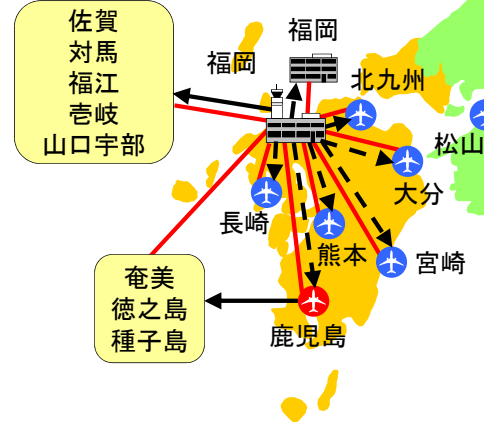 佐賀
対馬
福江
壱岐
山口宇部
福岡
福岡
北九州
松山
大分
長崎
熊本
宮崎
奄美
徳之島
種子島
鹿児島